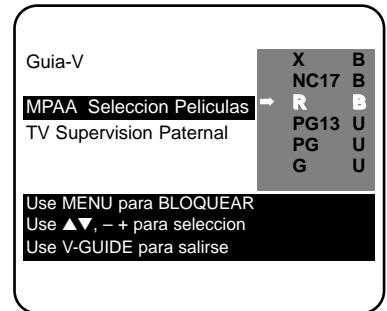 Guia-V
X B
NC17 B
MPAA Seleccion Peliculas ➡ R B
TV Supervision Paternal
PG13 U
PG U
G U
Use MENU para BLOQUEAR
Use ▲▼, – + para seleccion
Use V-GUIDE para salirse